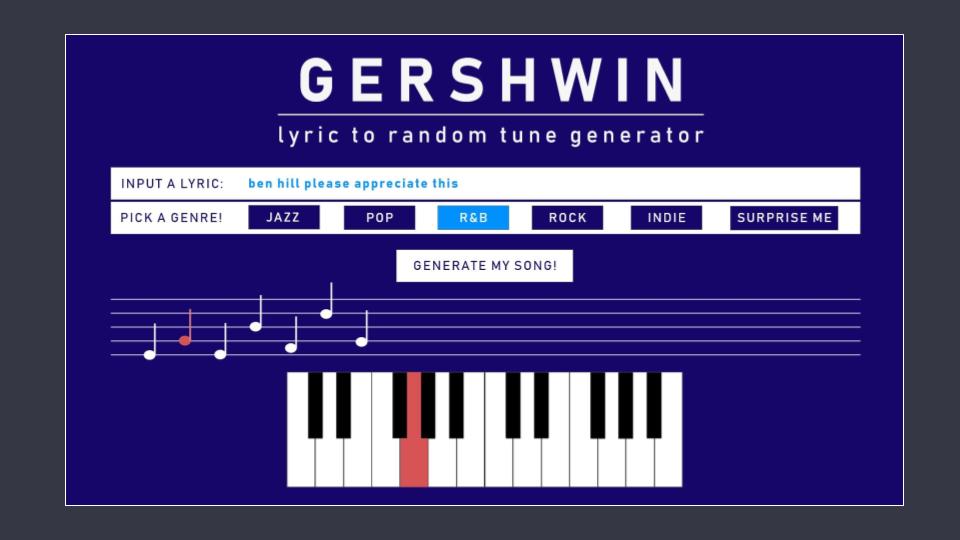 GERSHWIN
lyric to random tune generator
INPUT A LYRIC: ben hill please appreciate this
PICK A GENRE! JAZZ POP R&B ROCK INDIE SURPRISE ME
GENERATE MY SONG!